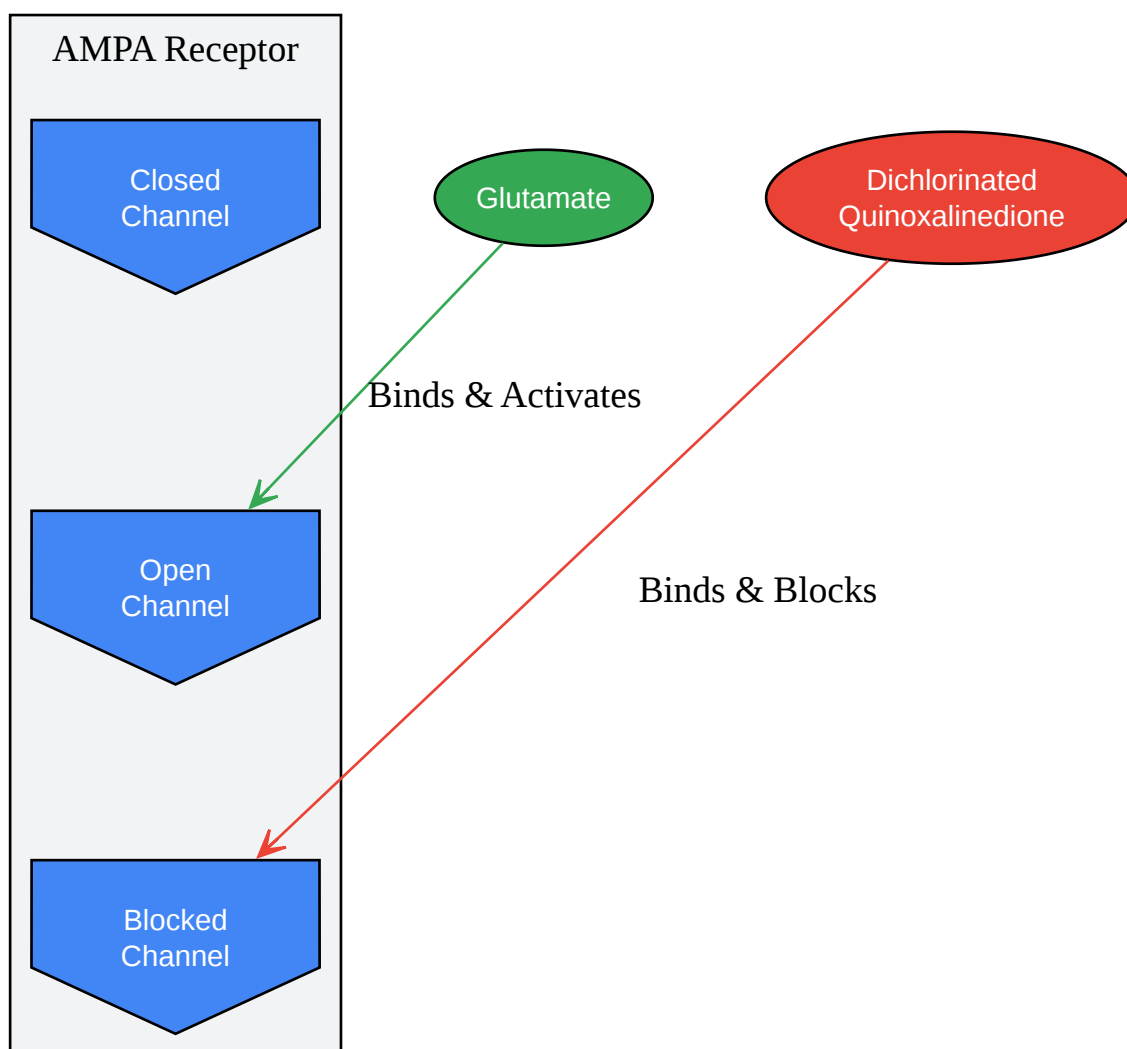 AMPA Receptor
Closed
Channel
Glutamate
Dichlorinated
Quinoxalinedione
Binds & Activates
Open
Channel
Binds & Blocks
Blocked
Channel